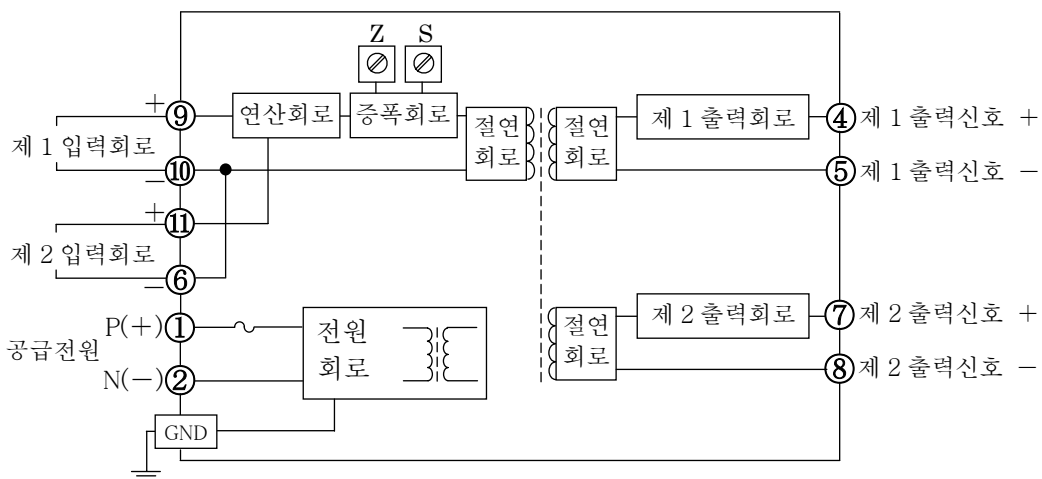 Z S
+ ⑨ 연산회로 증폭회로 절연 절연 제 1 출력회로 ④ 제 1 출력신호 +
제 1 입력회로 회로 회로
⑩ − ⑤ 제 1 출력신호 −
+ ⑪
제 2 입력회로
⑥ −
P(+) ① 전원 절연 제 2 출력회로 ⑦ 제 2 출력신호 +
공급전원 회로 회로
N(−) ② ⑧ 제 2 출력신호 −
GND